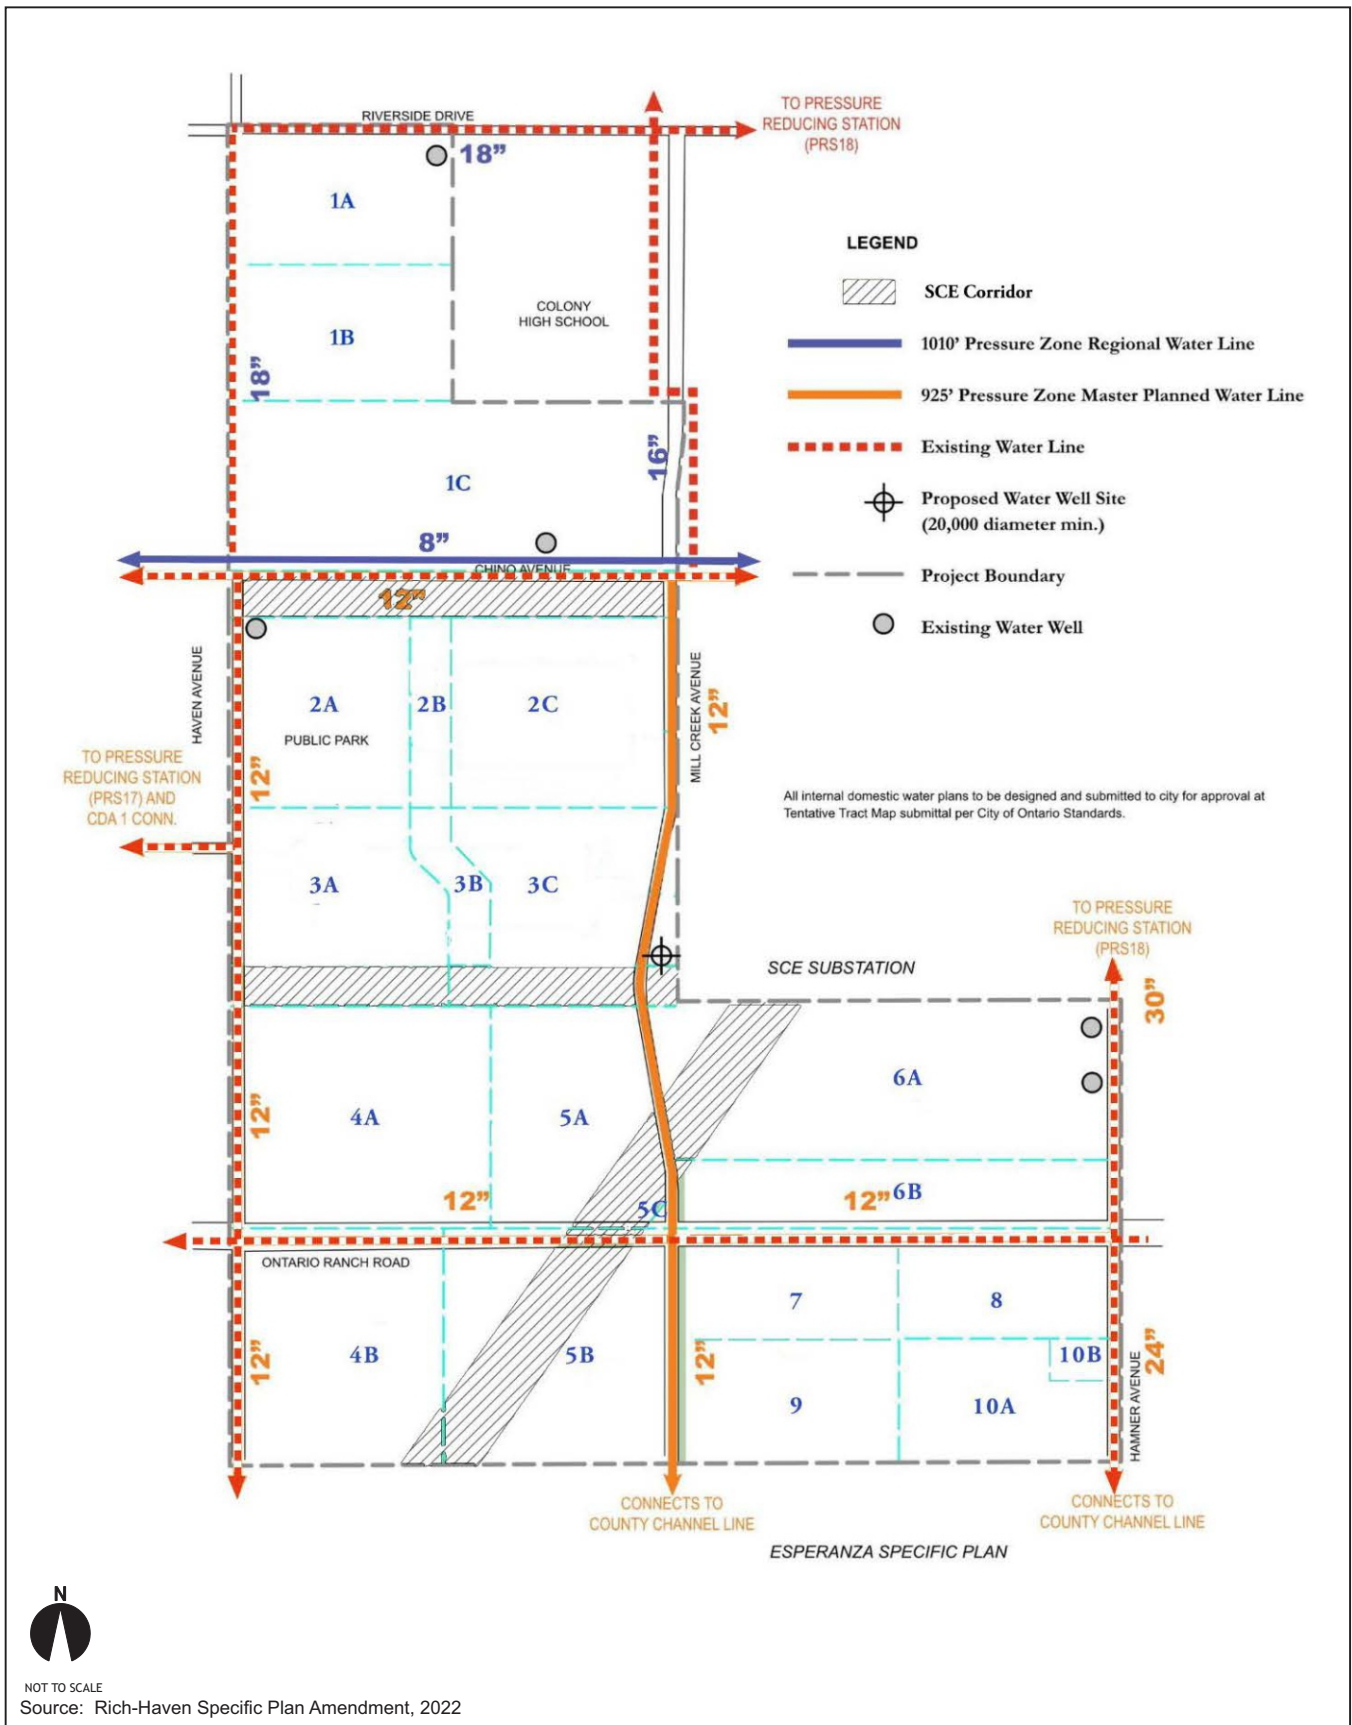 RIVERSIDE DRIVE
TO PRESSURE
REDUCING STATION
(PRS18)
18”
1A
LEGEND
SCE Corridor
COLONY
HIGH SCHOOL
1B
1010’ Pressure Zone Regional Water Line
18”
925’ Pressure Zone Master Planned Water Line
Existing Water Line
16”
1C
Proposed Water Well Site
(20,000 diameter min.)
8”
CHINO AVENUE
Project Boundary
12”
Existing Water Well
HAVEN AVENUE
2A
2B
2C
MILL CREEK AVENUE
12”
PUBLIC PARK
TO PRESSURE
REDUCING STATION
(PRS17) AND
CDA 1 CONN.
12”
All internal domestic water plans to be designed and submitted to city for approval at
Tentative Tract Map submittal per City of Ontario Standards.
3A
3B
3C
TO PRESSURE
REDUCING STATION
(PRS18)
SCE SUBSTATION
30”
6A
12”
4A
5A
12”
12”
6B
5C
ONTARIO RANCH ROAD
7
8
12”
4B
5B
12”
10B
24”
HAMNER AVENUE
9
10A
CONNECTS TO
COUNTY CHANNEL LINE
CONNECTS TO
COUNTY CHANNEL LINE
ESPERANZA SPECIFIC PLAN
N
NOT TO SCALE
Source: Rich-Haven Specific Plan Amendment, 2022